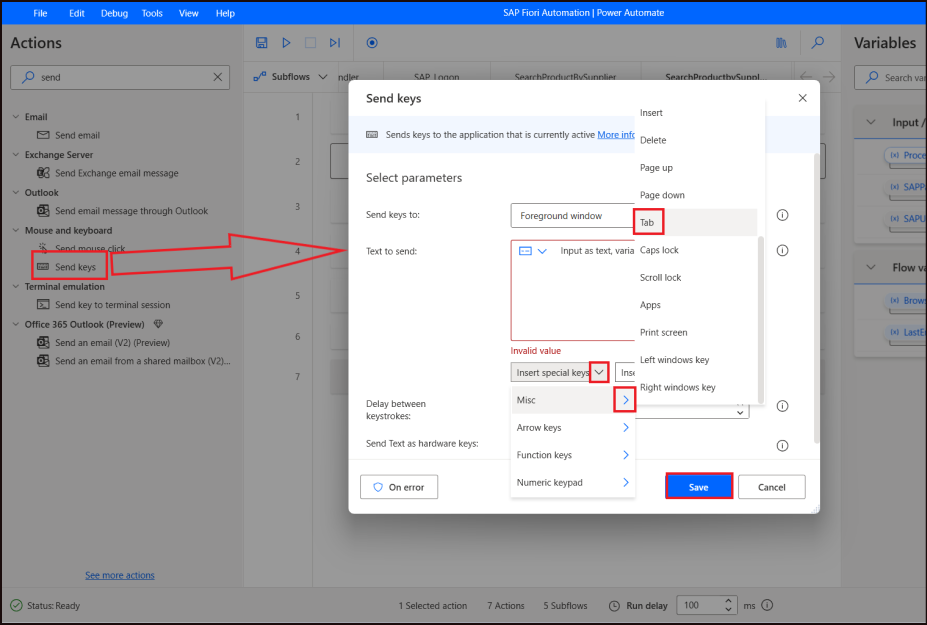 File Edit Debug Tools View Help
SAP Fiori Automation | Power Automate
Actions
send
Email
Send email
Exchange Server
Send Exchange email message
Outlook
Send email message through Outlook
Mouse and keyboard
Send mouse click
Send keys
Terminal emulation
Send key to terminal session
Office 365 Outlook (Preview)
Send an email (V2) (Preview)
Send an email from a shared mailbox (V2)...
See more actions
Subflows
ndler
SAP_Logon
SearchProductBySupplier
SearchProductbySuppl...
1
2
3
4
5
6
7
Send keys
Sends keys to the application that is currently active More info
Select parameters
Send keys to:
Foreground window
Text to send:
Input as text, varia
Invalid value
Insert special keys
Inse
Misc
Arrow keys
Function keys
Numeric keypad
Insert
Delete
Page up
Page down
Tab
Caps lock
Scroll lock
Apps
Print screen
Left windows key
Right windows key
Delay between
keystrokes:
Send Text as hardware keys:
On error
Save
Cancel
Variables
Search var
Input /
(x) Proce
(x) SAPP
(x) SAPU
Flow va
(x) Brows
(x) LastEr
Status: Ready
1 Selected action
7 Actions
5 Subflows
Run delay
100
ms